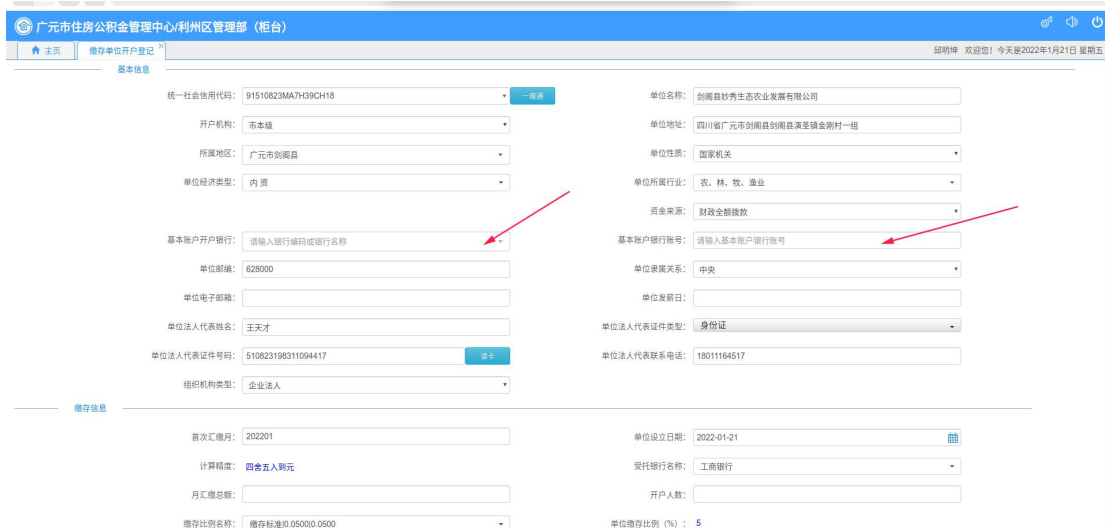 广元市住房公积金管理中心/利州区管理部（柜台）
主页 缴存单位开户登记 邱明坤 欢迎您！今天是2022年1月21日 星期五
基本信息
统一社会信用代码： 91510823MA7H39CH18 一窗通 单位名称： 剑阁县妙秀生态农业发展有限公司
开户机构： 市本级 单位地址： 四川省广元市剑阁县剑阁县演圣镇金刚村一组
所属地区： 广元市剑阁县 单位性质： 国家机关
单位经济类型： 内 资 单位所属行业： 农、林、牧、渔业
资金来源： 财政全额拨款
基本账户开户银行： 请输入银行编码或银行名称 基本账户银行账号： 请输入基本账户银行账号
单位邮编： 628000 单位隶属关系： 中央
单位电子邮箱： 单位发薪日：
单位法人代表姓名： 王天才 单位法人代表证件类型： 身份证
单位法人代表证件号码： 510823198311094417 读卡 单位法人代表联系电话： 18011164517
组织机构类型： 企业法人
缴存信息
首次汇缴月： 202201 单位设立日期： 2022-01-21
计算精度： 四舍五入到元 受托银行名称： 工商银行
月汇缴总额： 开户人数：
缴存比例名称： 缴存标准|0.0500|0.0500 单位缴存比例（%）： 5